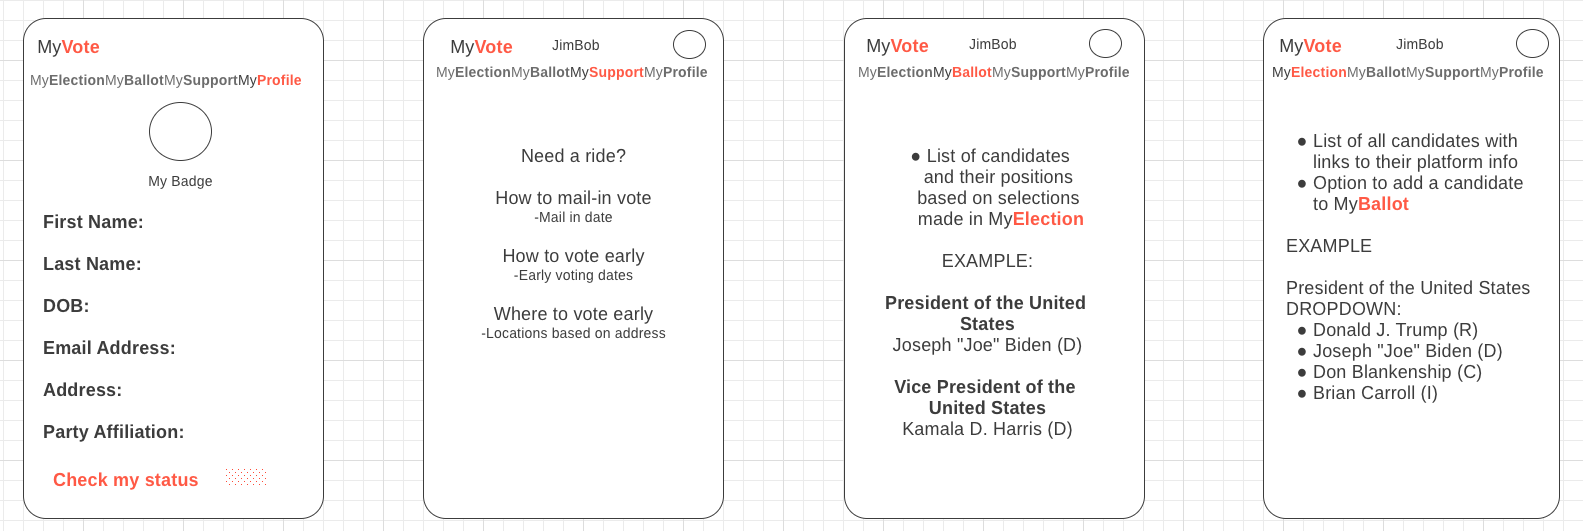 MyVote
MyElectionMyBallotMySupportMyProfile
My Badge
First Name:
Last Name:
DOB:
Email Address:
Address:
Party Affiliation:
Check my status
MyVote JimBob
MyElectionMyBallotMySupportMyProfile
Need a ride?
How to mail-in vote
-Mail in date
How to vote early
-Early voting dates
Where to vote early
-Locations based on address
MyVote JimBob
MyElectionMyBallotMySupportMyProfile
● List of candidates
and their positions
based on selections
made in MyElection
EXAMPLE:
President of the United
States
Joseph "Joe" Biden (D)
Vice President of the
United States
Kamala D. Harris (D)
MyVote JimBob
MyElectionMyBallotMySupportMyProfile
● List of all candidates with
links to their platform info
● Option to add a candidate
to MyBallot
EXAMPLE
President of the United States
DROPDOWN:
● Donald J. Trump (R)
● Joseph "Joe" Biden (D)
● Don Blankenship (C)
● Brian Carroll (I)